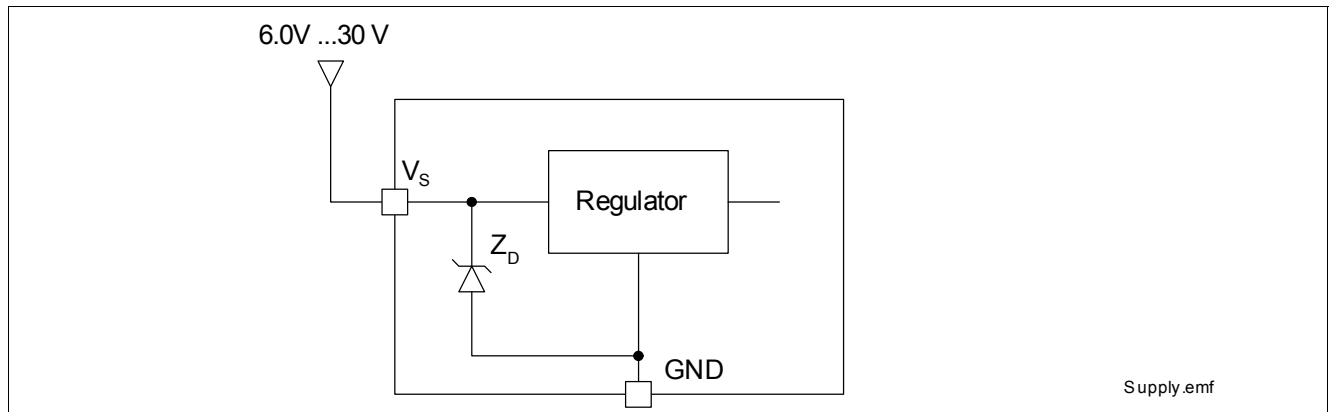 6.0V ...30 V
V_S
Regulator
Z_D
GND
Supply.emf